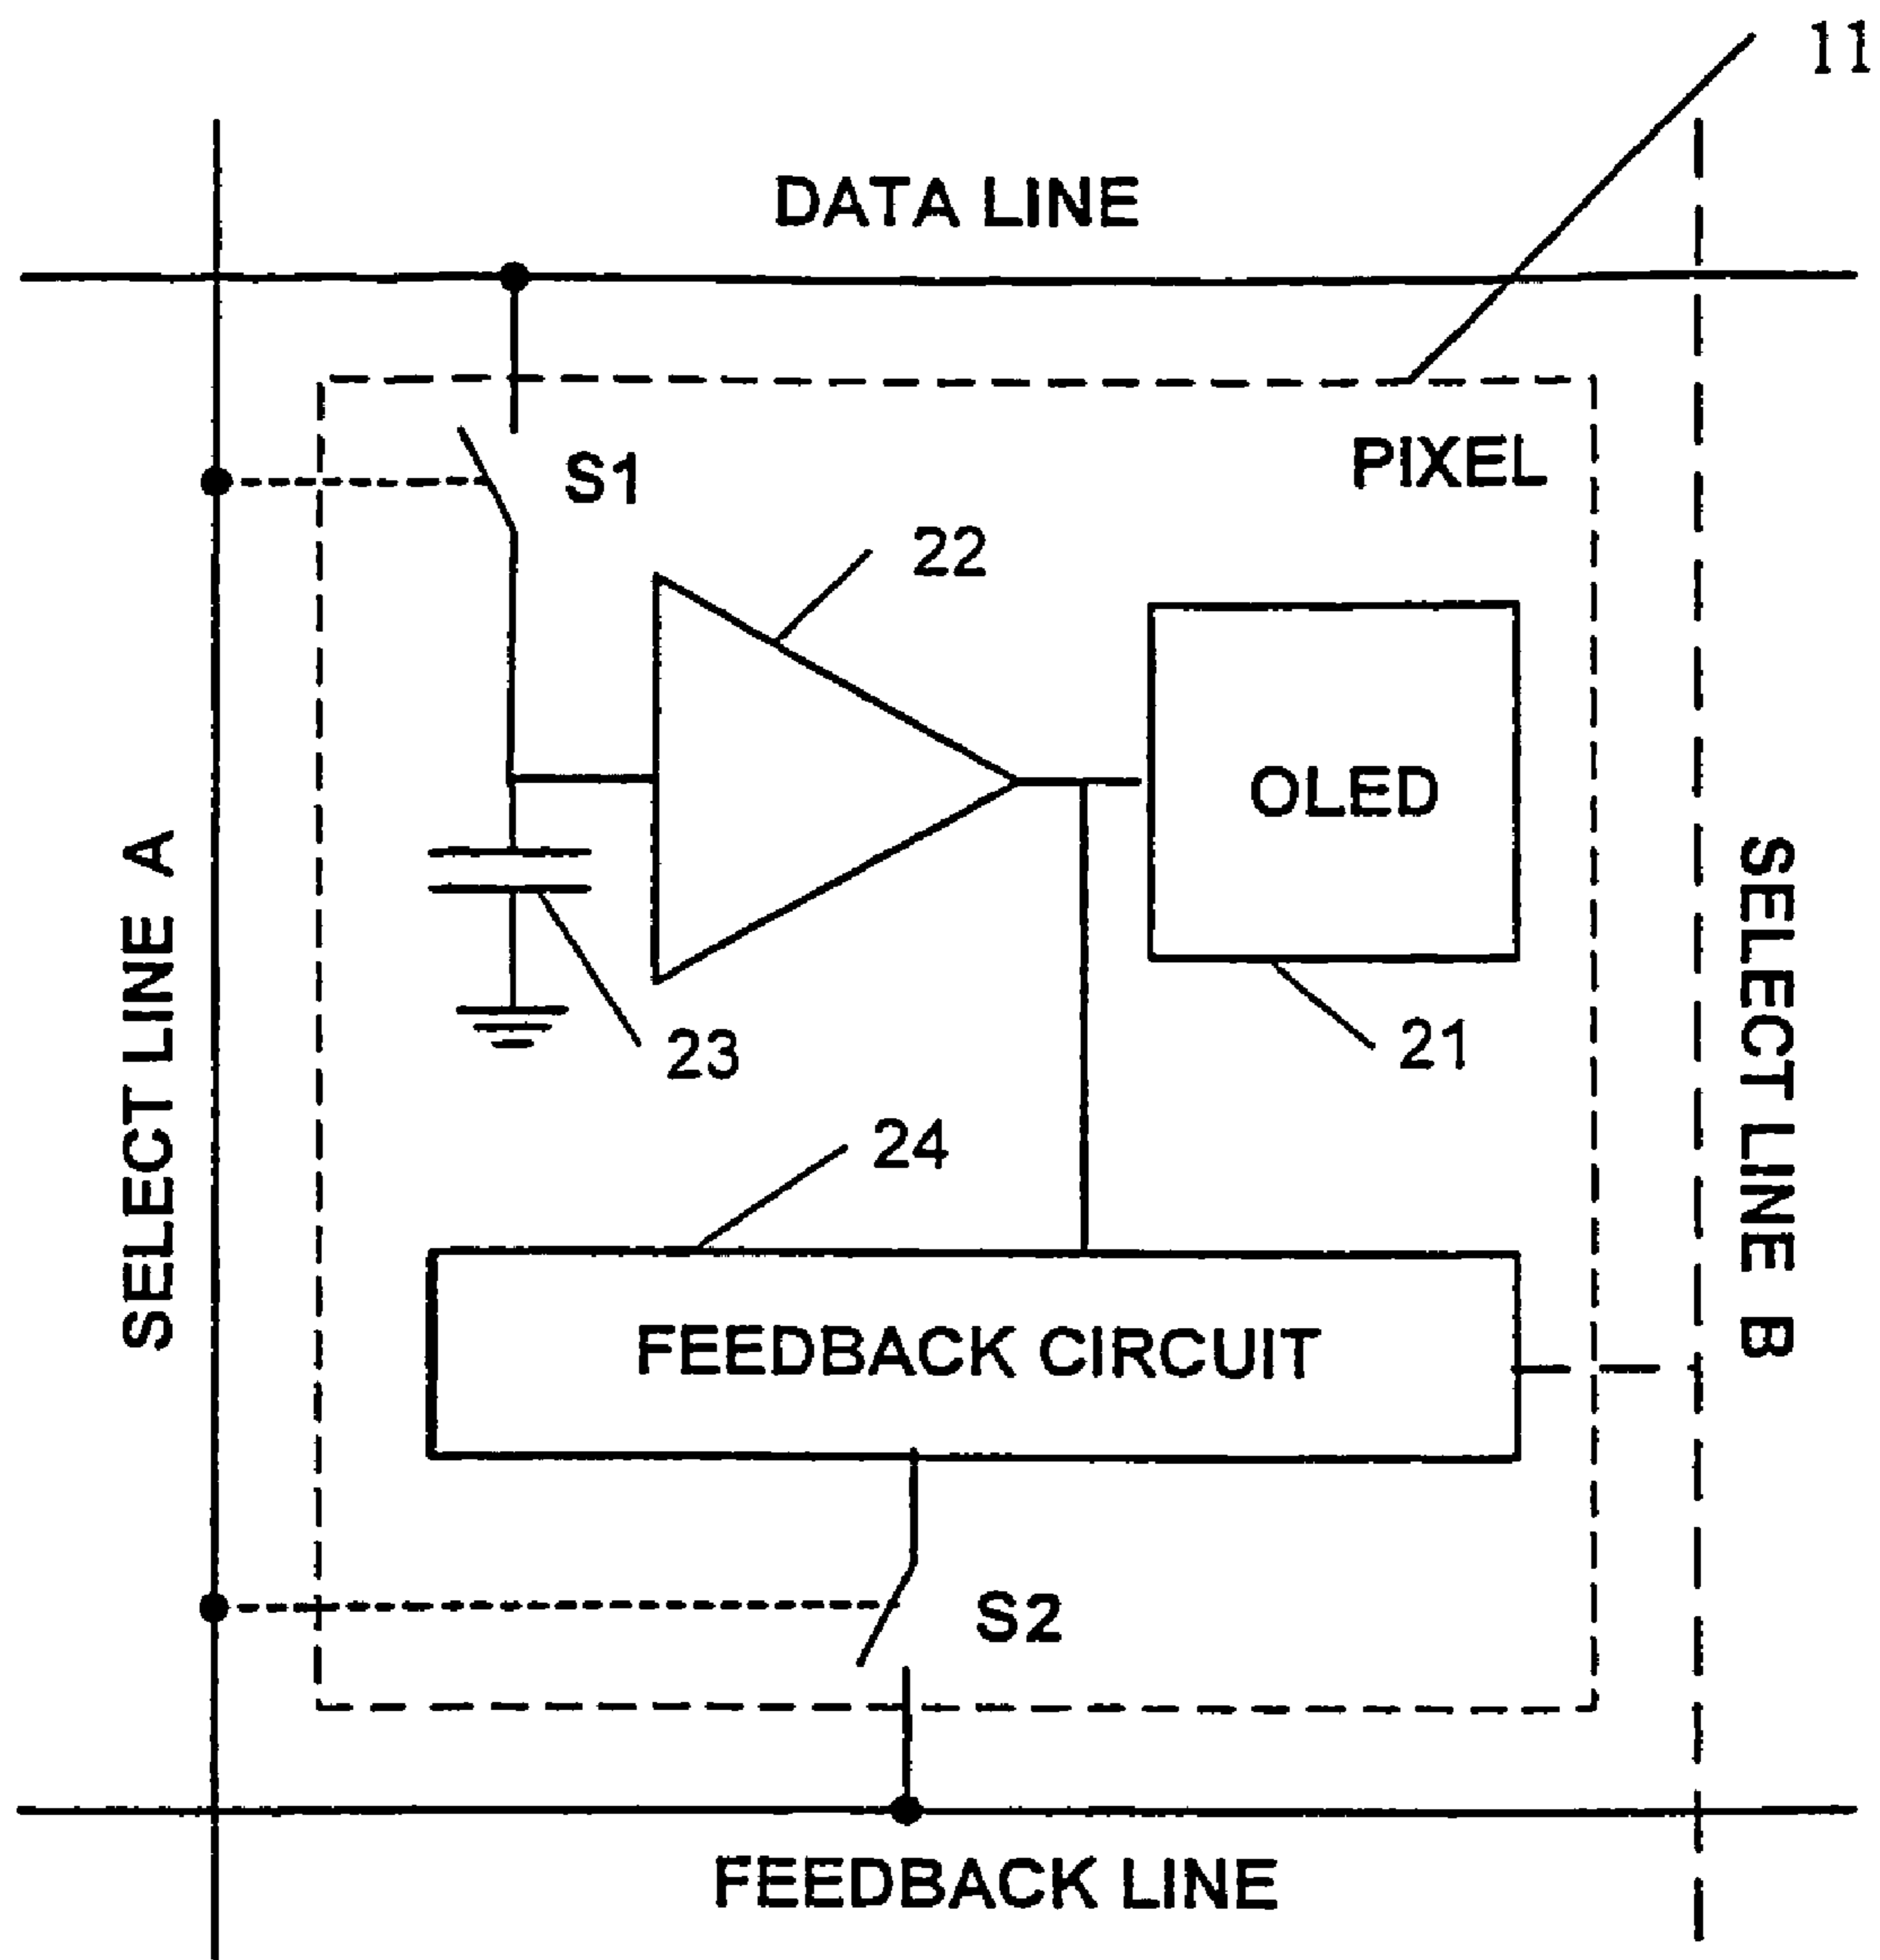 11
DATA LINE
S1
PIXEL
22
OLED
SELECT LINE A
SELECT LINE B
23
21
24
FEEDBACK CIRCUIT
S2
FEEDBACK LINE